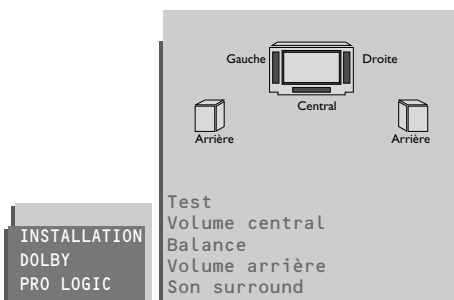 Gauche
Droite
Central
Arrière
Arrière
Test
Volume central
Balance
Volume arrière
Son surround
INSTALLATION
DOLBY
PRO LOGIC